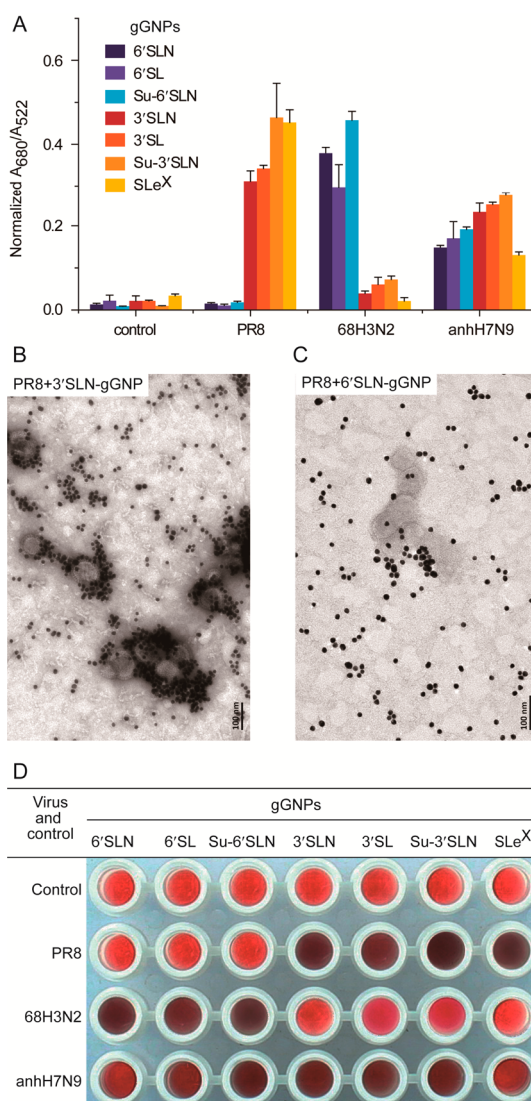 A
gGNPs
6′SLN
6′SL
Su-6′SLN
3′SLN
3′SL
Su-3′SLN
SLeX
Normalized A680/A522
0.6
0.4
0.2
0.0
control PR8 68H3N2 anhH7N9
B
PR8+3′SLN-gGNP
100 nm
C
PR8+6′SLN-gGNP
100 nm
D
Virus and control
gGNPs
6′SLN 6′SL Su-6′SLN 3′SLN 3′SL Su-3′SLN SLeX
Control
PR8
68H3N2
anhH7N9